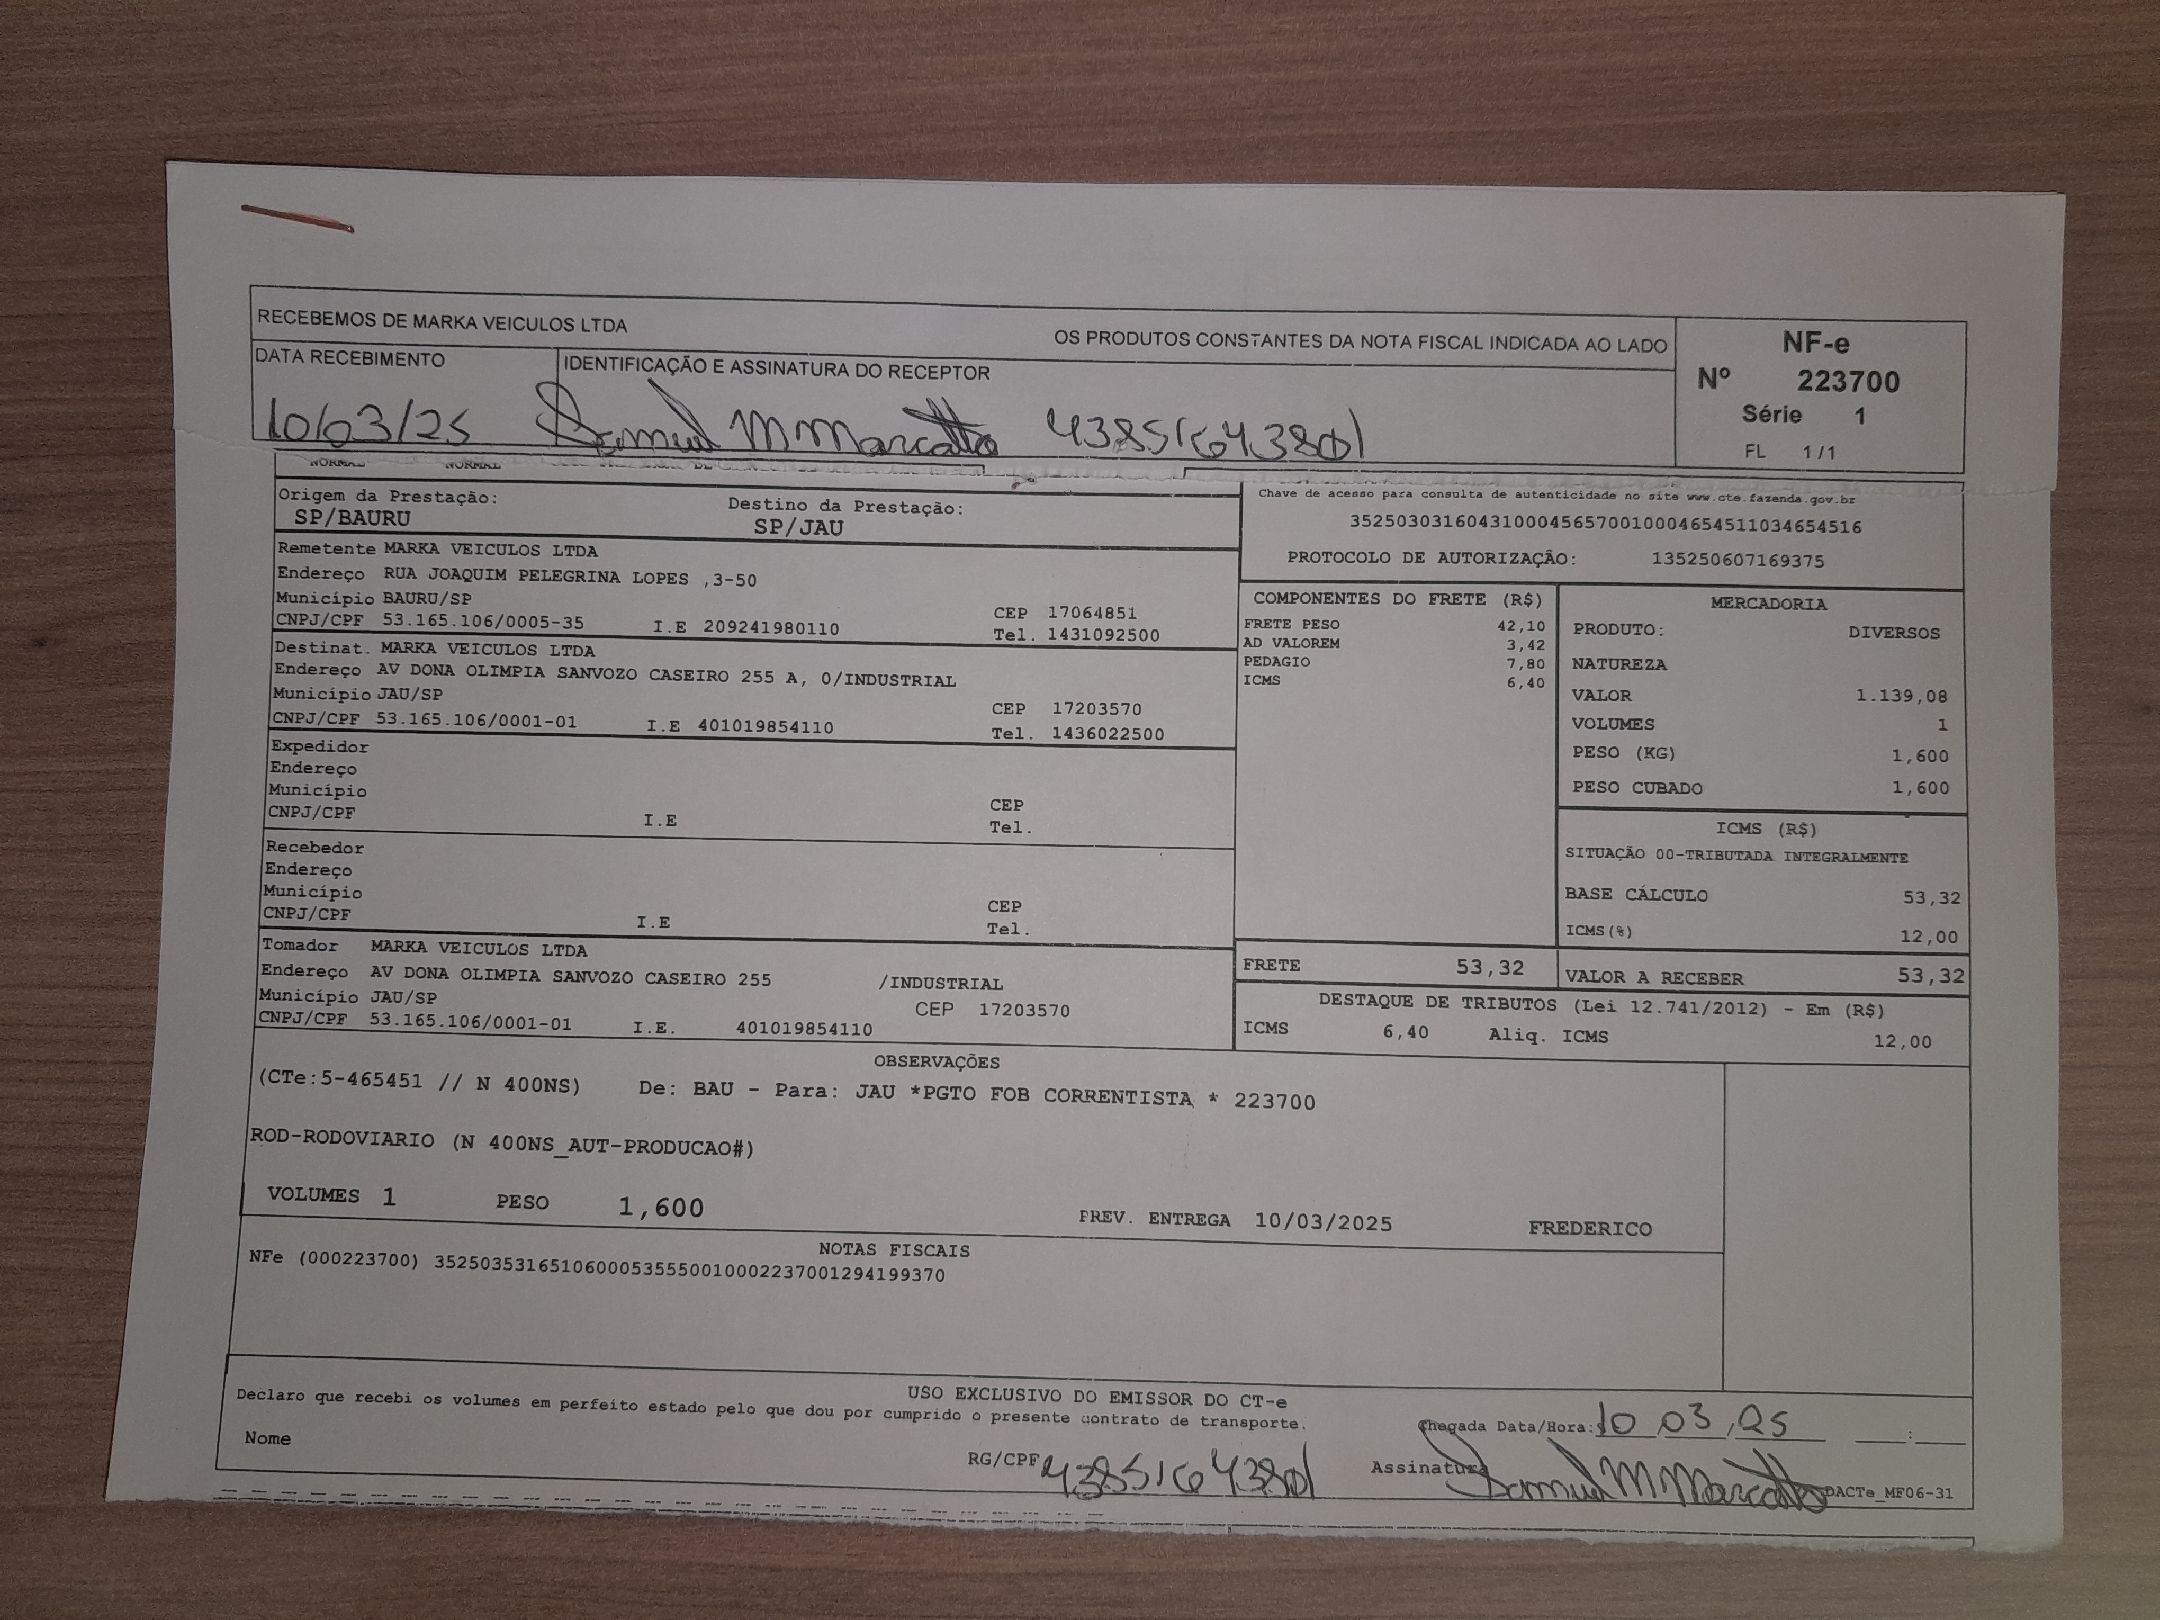 RECEBEMOS DE MARKA VEICULOS LTDA OS PRODUTOS CONSTANTES DA NOTA FISCAL INDICADA AO LADO
NF-e
Nº 223700
Série 1
FL 1/1
DATA RECEBIMENTO IDENTIFICAÇÃO E ASSINATURA DO RECEPTOR
10/03/25 Samuel M Marcatto 43851643801
NORMAL NORMAL
Origem da Prestação: Destino da Prestação:
SP/BAURU SP/JAU
Chave de acesso para consulta de autenticidade no site www.cte.fazenda.gov.br
35250303160431000456570010004654511034654516
PROTOCOLO DE AUTORIZAÇÃO: 135250607169375
Remetente MARKA VEICULOS LTDA
Endereço RUA JOAQUIM PELEGRINA LOPES ,3-50
Município BAURU/SP CEP 17064851
CNPJ/CPF 53.165.106/0005-35 I.E 209241980110 Tel. 1431092500
Destinat. MARKA VEICULOS LTDA
Endereço AV DONA OLIMPIA SANVOZO CASEIRO 255 A, 0/INDUSTRIAL
Município JAU/SP CEP 17203570
CNPJ/CPF 53.165.106/0001-01 I.E 401019854110 Tel. 1436022500
Expedidor
Endereço
Município CEP
CNPJ/CPF I.E Tel.
Recebedor
Endereço
Município CEP
CNPJ/CPF I.E Tel.
Tomador MARKA VEICULOS LTDA
Endereço AV DONA OLIMPIA SANVOZO CASEIRO 255 /INDUSTRIAL
Município JAU/SP CEP 17203570
CNPJ/CPF 53.165.106/0001-01 I.E. 401019854110
COMPONENTES DO FRETE (R$)
FRETE PESO 42,10
AD VALOREM 3,42
PEDAGIO 7,80
ICMS 6,40
MERCADORIA
PRODUTO: DIVERSOS
NATUREZA
VALOR 1.139,08
VOLUMES 1
PESO (KG) 1,600
PESO CUBADO 1,600
ICMS (R$)
SITUAÇÃO 00-TRIBUTADA INTEGRALMENTE
BASE CÁLCULO 53,32
ICMS(%) 12,00
FRETE 53,32 VALOR A RECEBER 53,32
DESTAQUE DE TRIBUTOS (Lei 12.741/2012) - Em (R$)
ICMS 6,40 Aliq. ICMS 12,00
OBSERVAÇÕES
(CTe:5-465451 // N 400NS) De: BAU - Para: JAU *PGTO FOB CORRENTISTA * 223700
ROD-RODOVIARIO (N 400NS_AUT-PRODUCAO#)
VOLUMES 1 PESO 1,600 PREV. ENTREGA 10/03/2025 FREDERICO
NOTAS FISCAIS
NFe (000223700) 35250353165106000535550010002237001294199370
USO EXCLUSIVO DO EMISSOR DO CT-e
Declaro que recebi os volumes em perfeito estado pelo que dou por cumprido o presente contrato de transporte.
Chegada Data/Hora: 10 03 25 :
Nome RG/CPF 43851643801 Assinatura Samuel M Marcatto DACTe_MF06-31